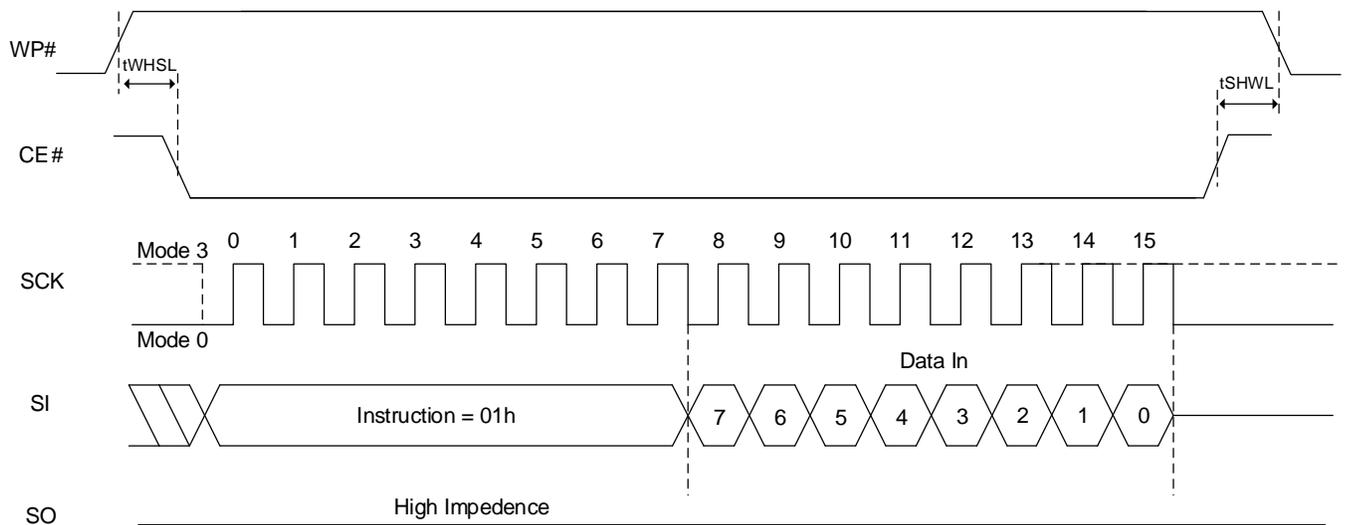 WP#
tWHSL
tSHWL
CE#
Mode 3
0 1 2 3 4 5 6 7 8 9 10 11 12 13 14 15
SCK
Mode 0
Data In
SI
Instruction = 01h
7 6 5 4 3 2 1 0
High Impedence
SO